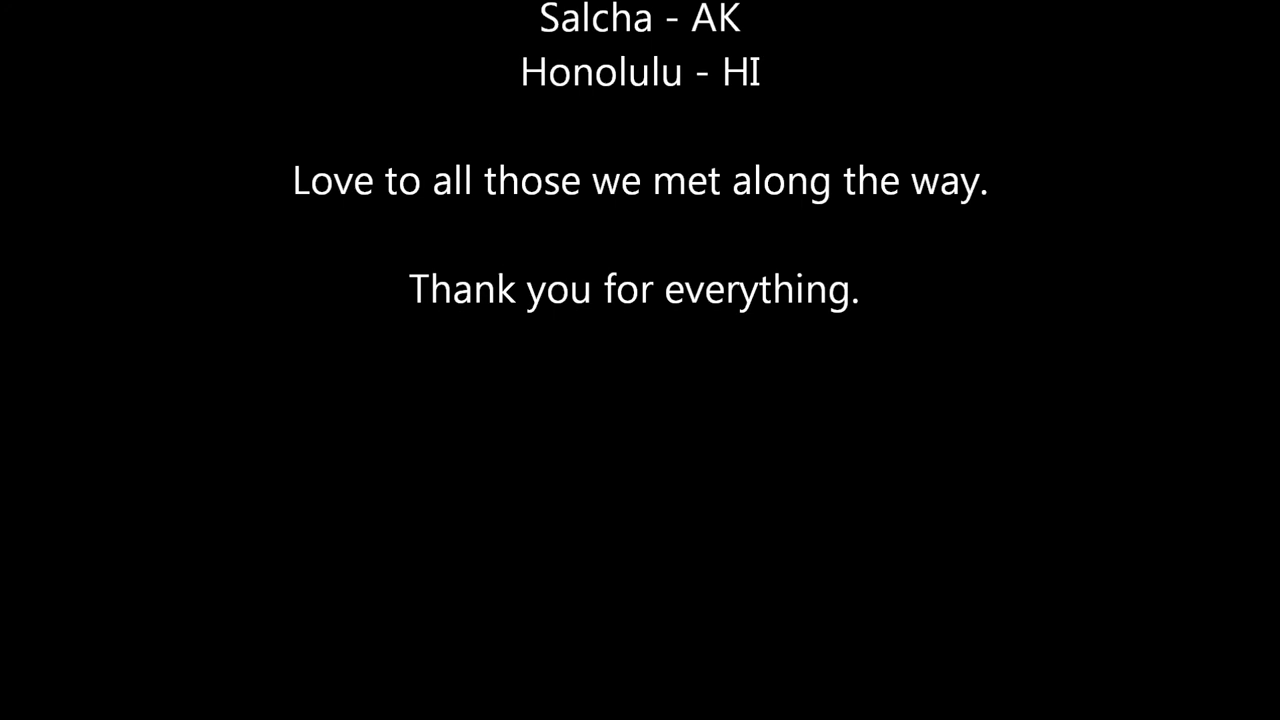 Salcha - AK
Honolulu - HI
Love to all those we met along the way.
Thank you for everything.